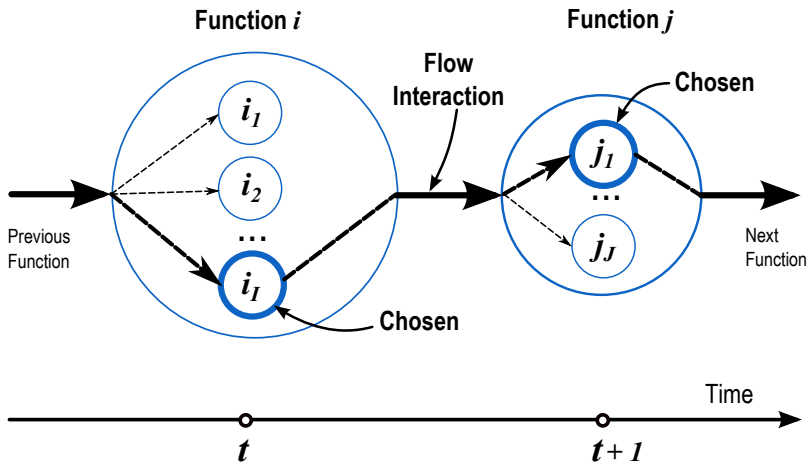 Function i
Function j
Flow
Interaction
Chosen
i1
i2
...
iI
j1
...
jJ
Previous
Function
Next
Function
Chosen
Time
t
t+1